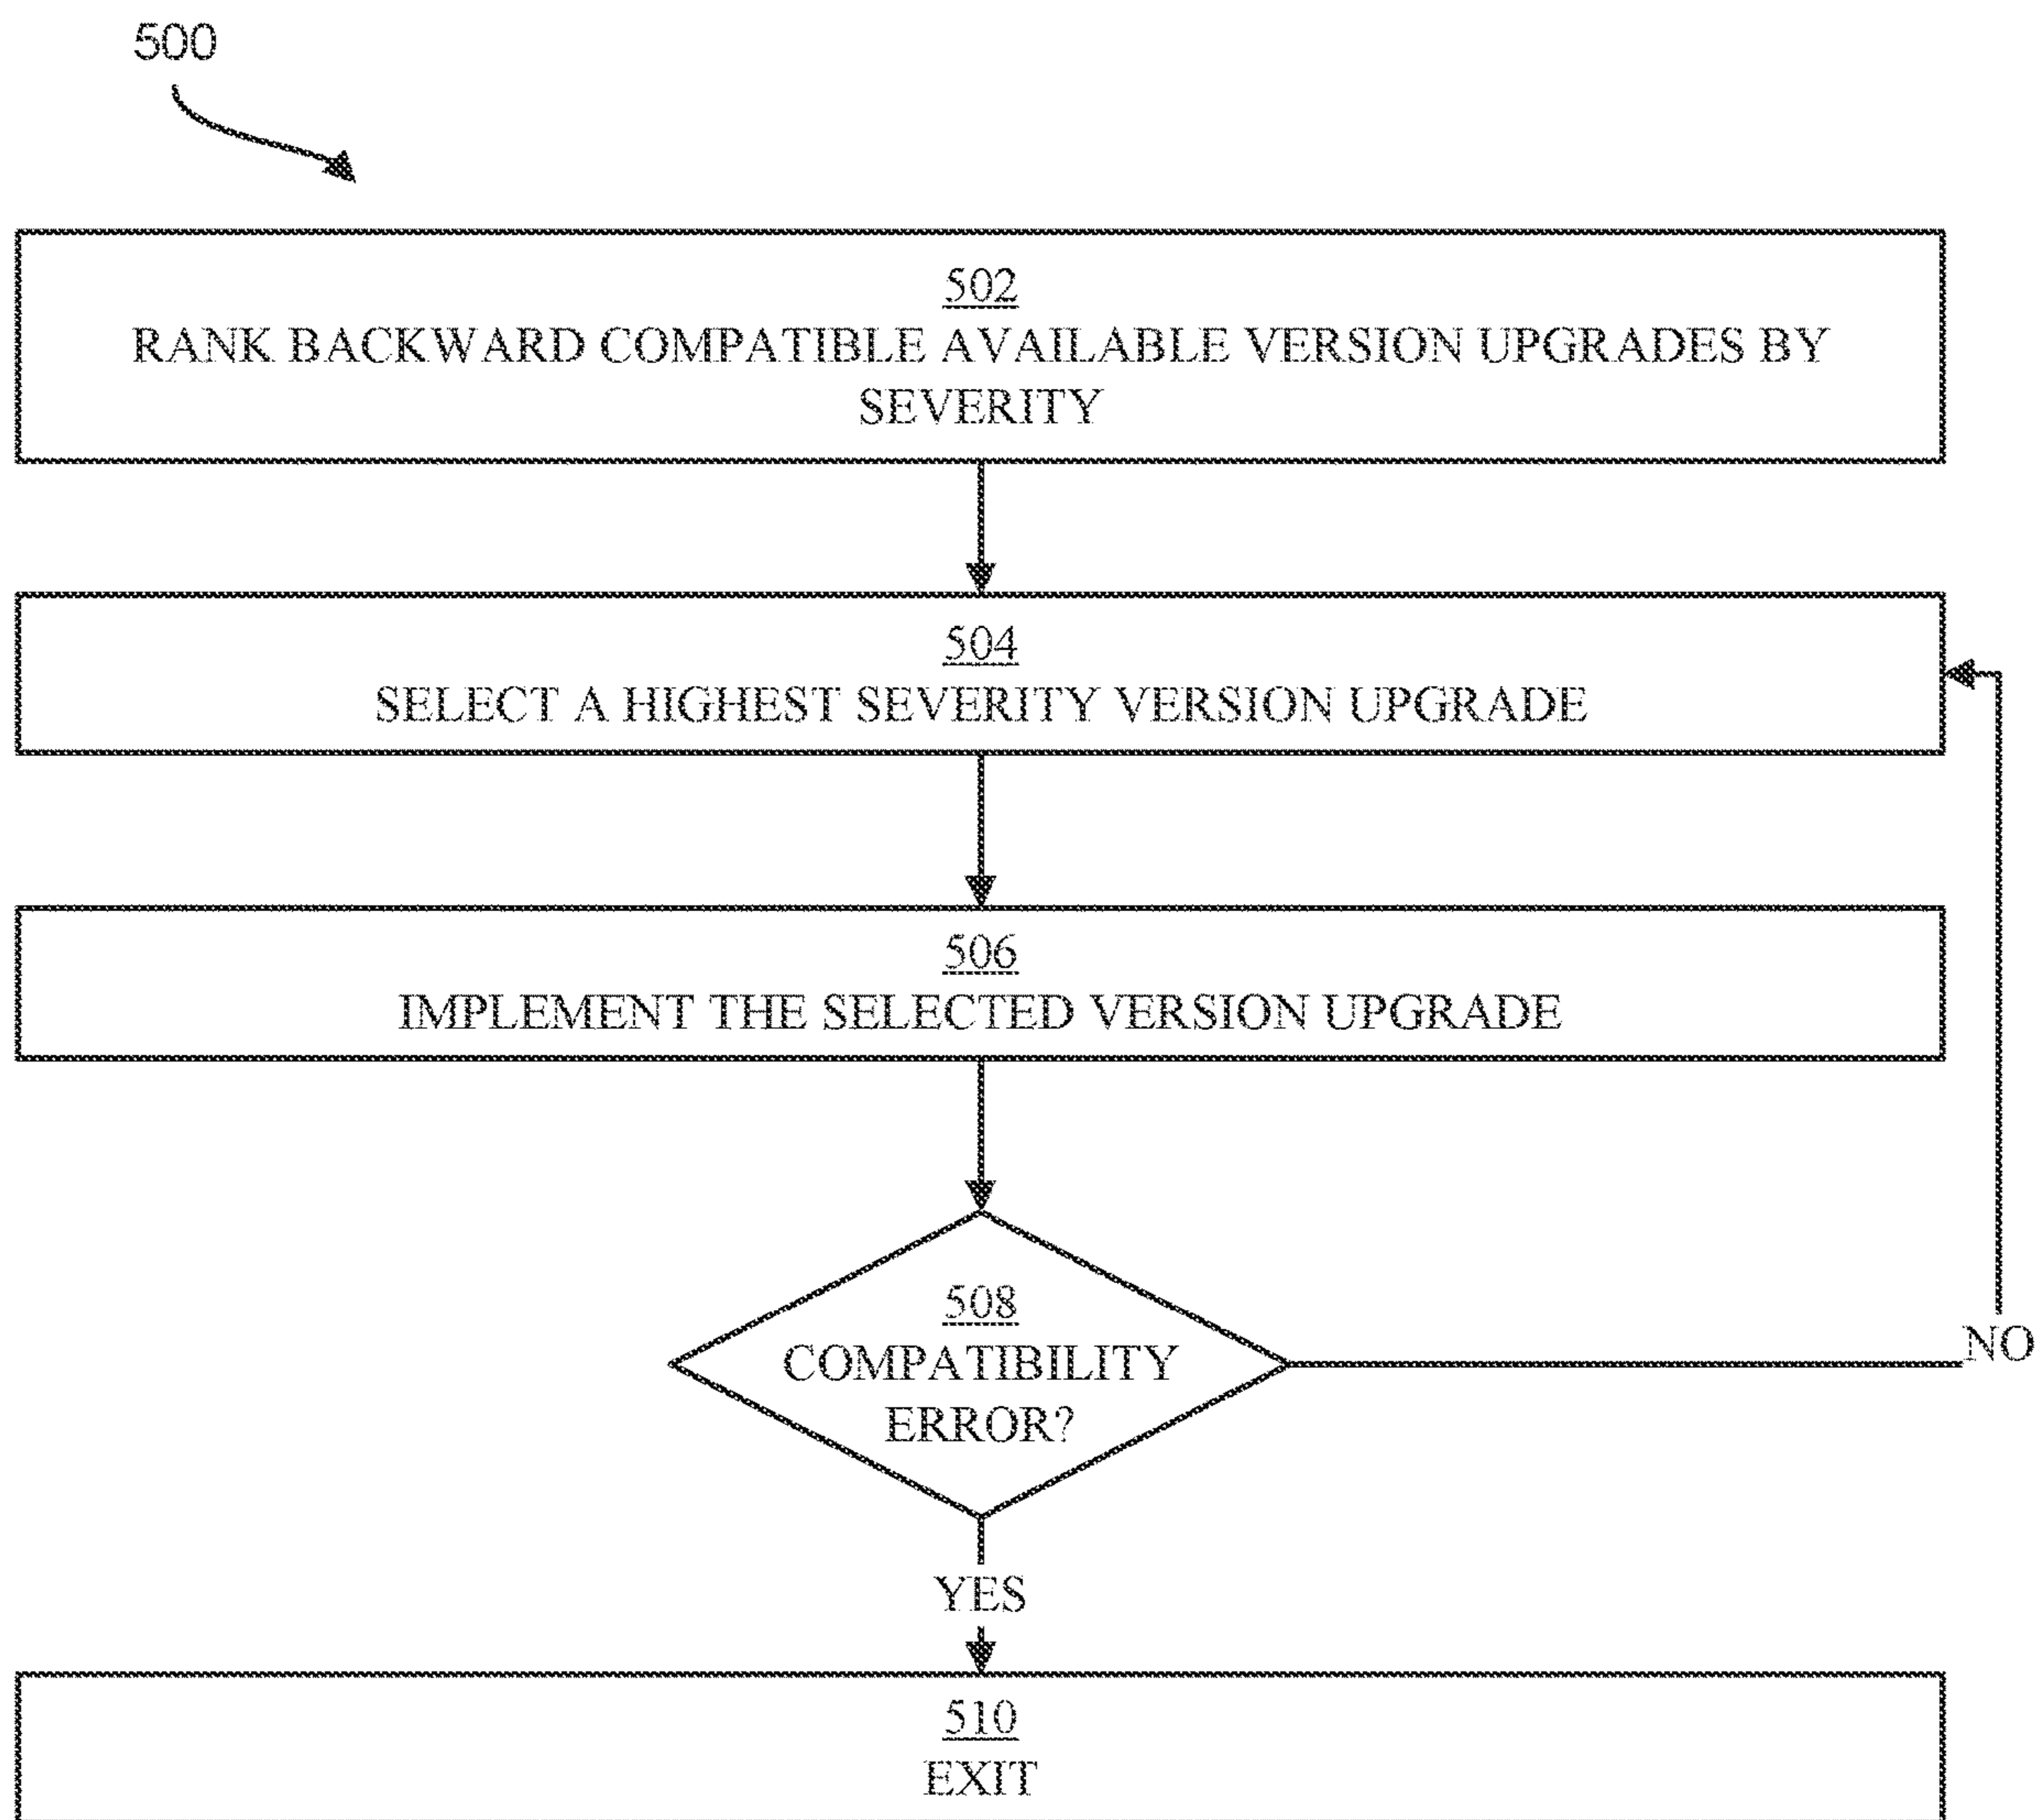 500
502
RANK BACKWARD COMPATIBLE AVAILABLE VERSION UPGRADES BY
SEVERITY
504
SELECT A HIGHEST SEVERITY VERSION UPGRADE
506
IMPLEMENT THE SELECTED VERSION UPGRADE
508
COMPATIBILITY
ERROR?
NO
YES
510
EXIT